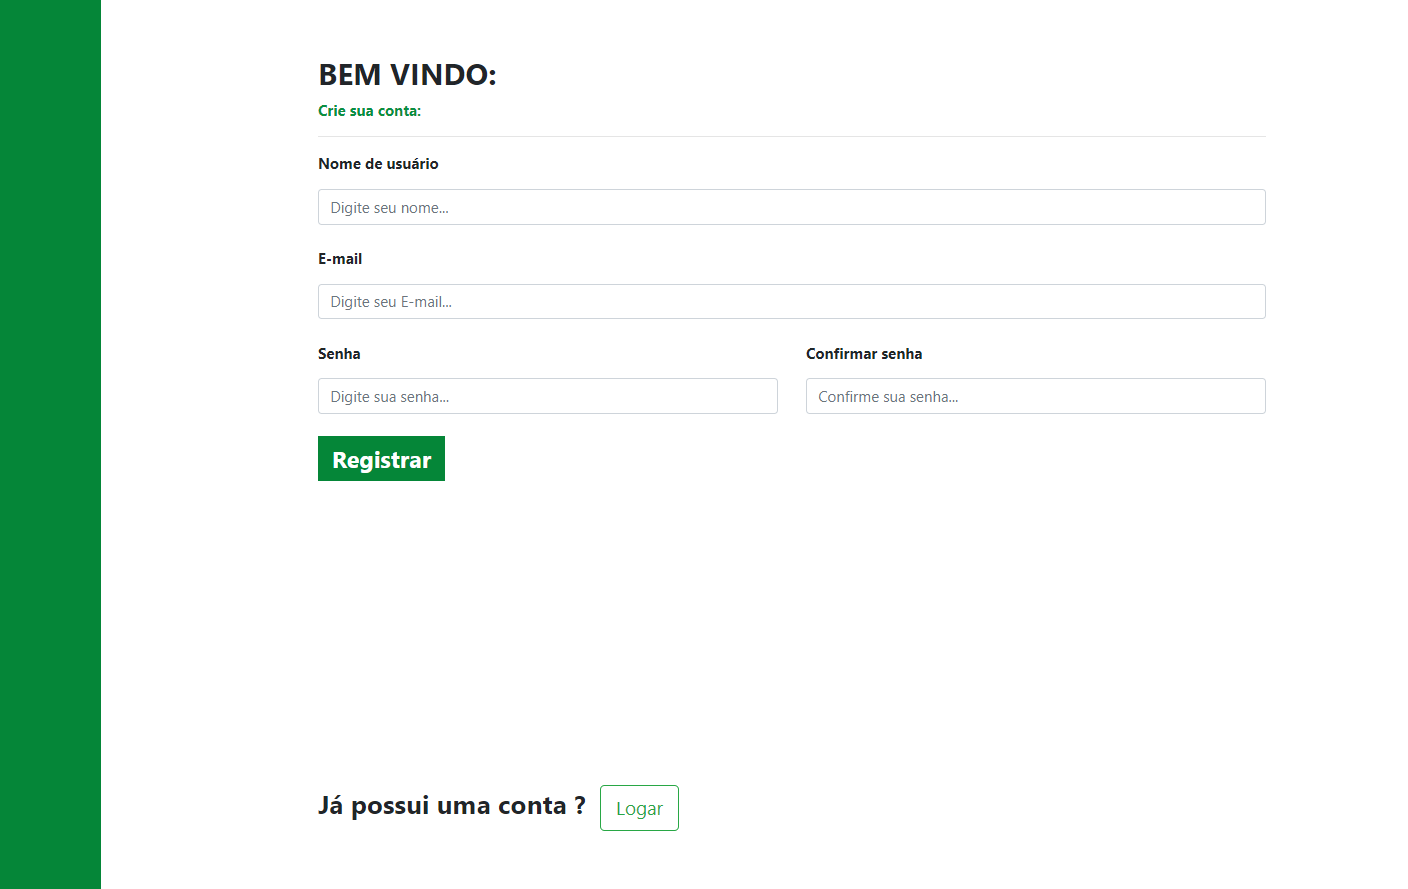 BEM VINDO:
Crie sua conta:
Nome de usuário
Digite seu nome...
E-mail
Digite seu E-mail...
Senha
Confirmar senha
Digite sua senha...
Confirme sua senha...
Registrar
Já possui uma conta ?
Logar